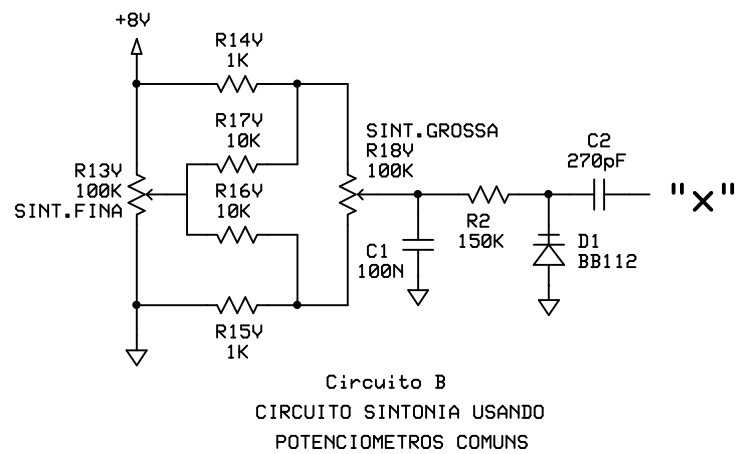 +8V
R14V
1K
R17V
10K
SINT.GROSSA
R18V
100K
C2
270pF
R13V
100K
SINT.FINA
R16V
10K
"X"
R2
150K
C1
100N
D1
BB112
R15V
1K
Circuito B
CIRCUITO SINTONIA USANDO
POTENCIOMETROS COMUNS